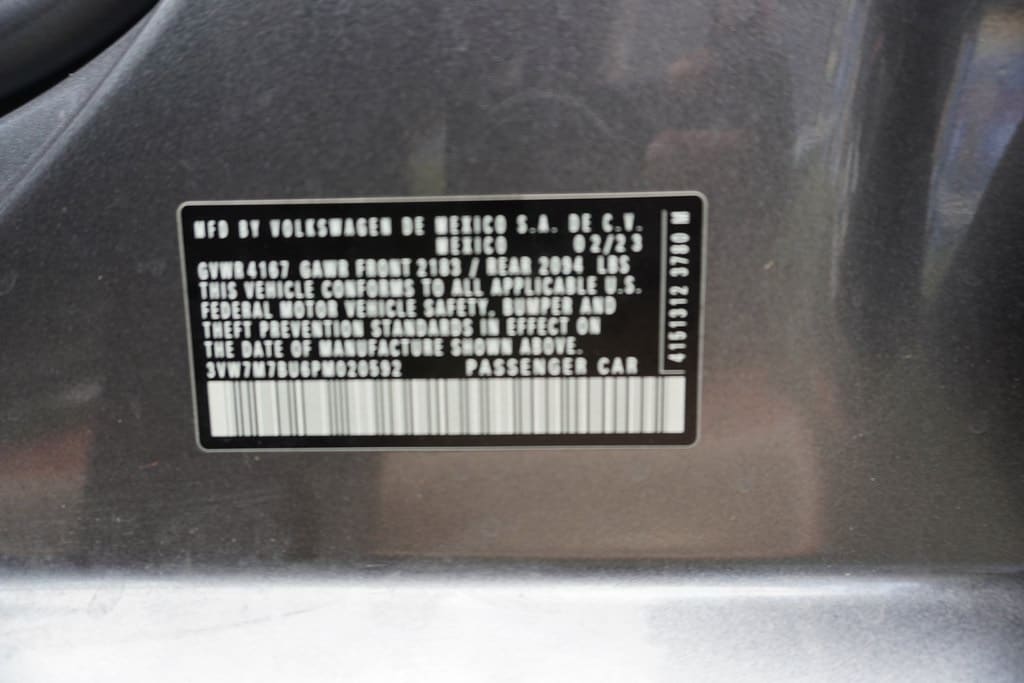 MFD BY VOLKSWAGEN DE MEXICO S.A. DE C.V.
MEXICO 02/23
GVWR 4167 GAWR FRONT 2183 / REAR 2094 LBS
THIS VEHICLE CONFORMS TO ALL APPLICABLE U.S.
FEDERAL MOTOR VEHICLE SAFETY, BUMPER AND
THEFT PREVENTION STANDARDS IN EFFECT ON
THE DATE OF MANUFACTURE SHOWN ABOVE.
3VW7M7BU6PM020592 PASSENGER CAR
4151312 3780 M